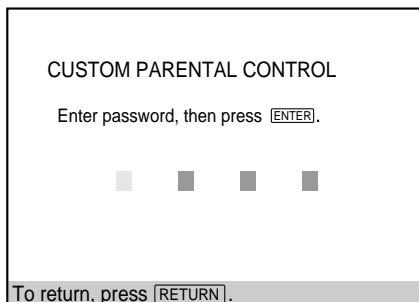 CUSTOM PARENTAL CONTROL
Enter password, then press ENTER.
To return, press RETURN.